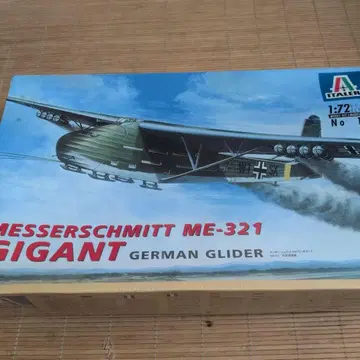 ITALERI
1:72
No
MESSERSCHMITT ME-321
GIGANT GERMAN GLIDER